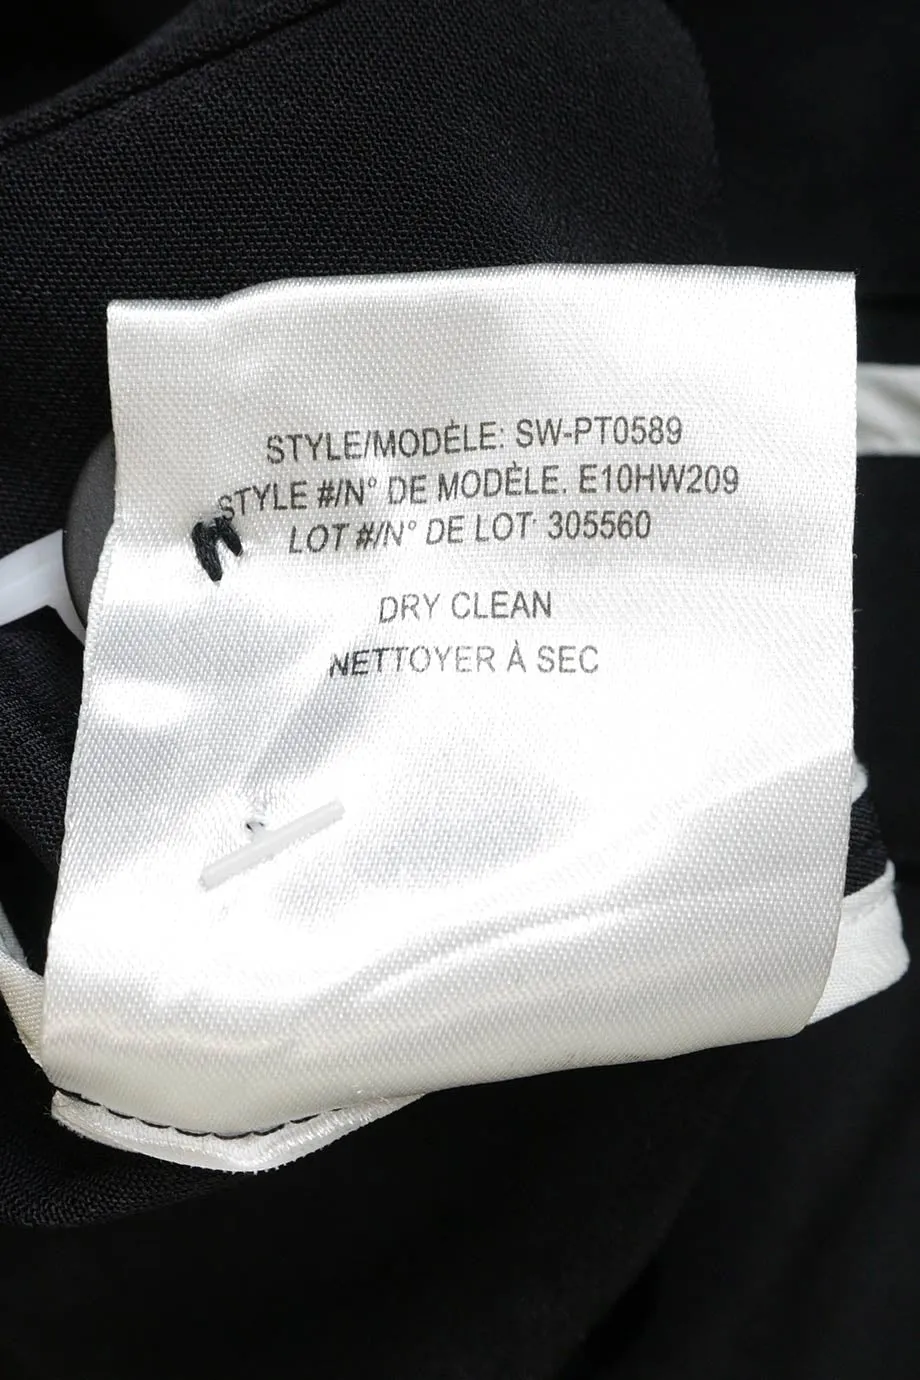 STYLE/MODÈLE: SW-PT0589
STYLE #/N° DE MODÈLE. E10HW209
LOT #/N° DE LOT: 305560
DRY CLEAN
NETTOYER À SEC